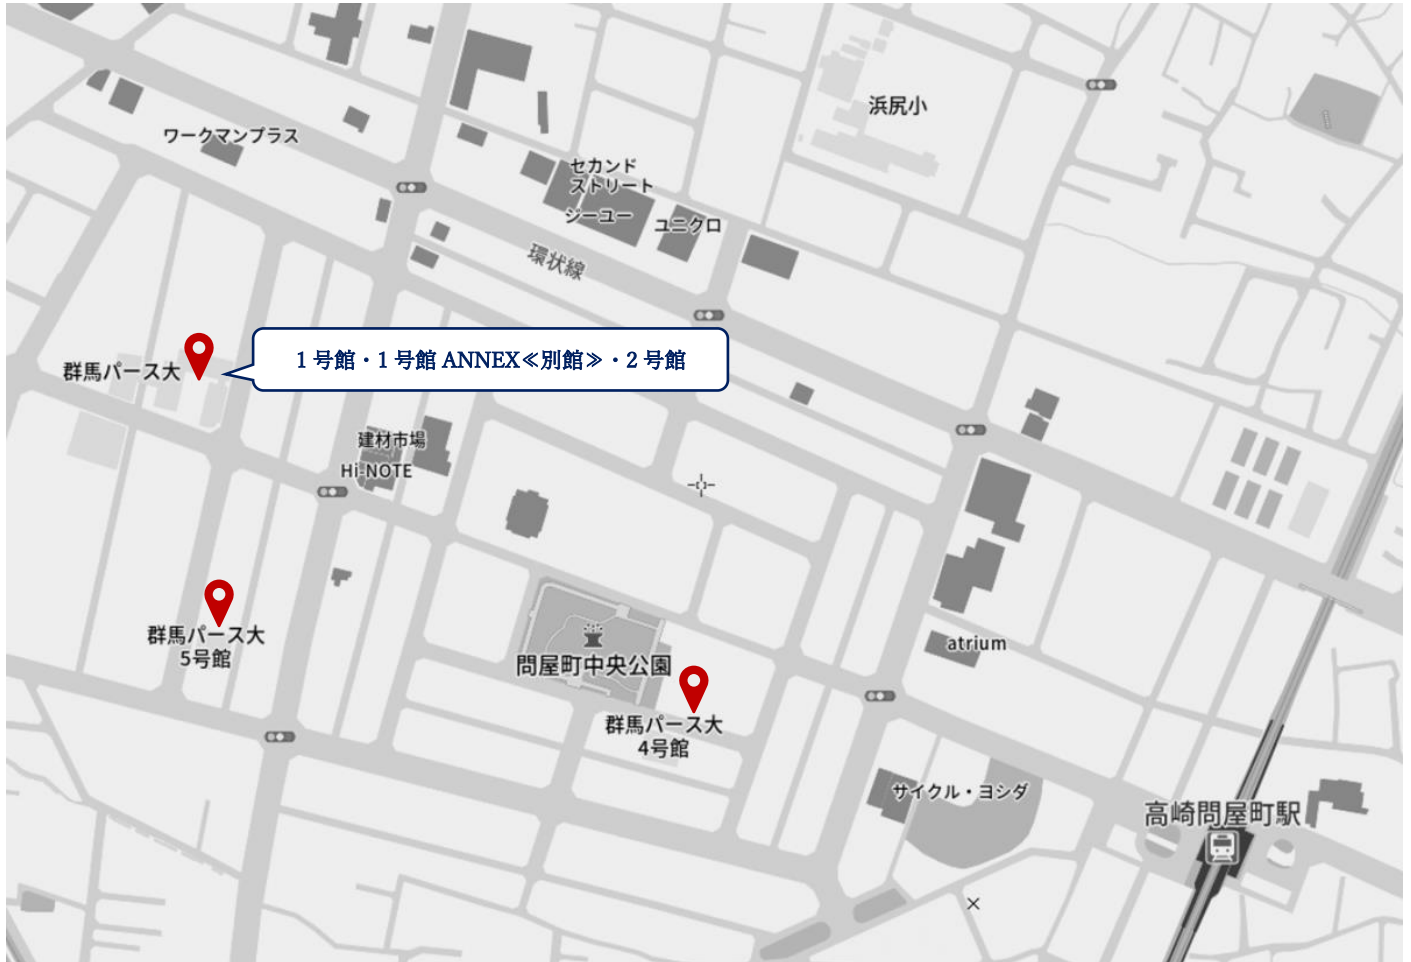 浜尻小
ワークマンプラス
セカンド
ストリート
ジーユー
ユニクロ
環状線
1号館・1号館 ANNEX≪別館≫・2号館
群馬パース大
建材市場
Hi-NOTE
群馬パース大
5号館
問屋町中央公園
atrium
群馬パース大
4号館
サイクル・ヨシダ
高崎問屋町駅